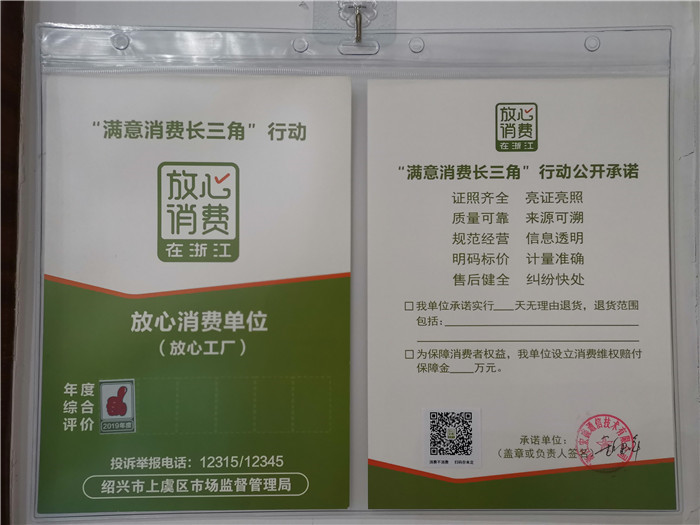 “满意消费长三角”行动
放心
消费
在浙江
放心消费单位
（放心工厂）
年度
综合
评价
2019年度
投诉举报电话：12315/12345
绍兴市上虞区市场监督管理局
放心
消费
在浙江
“满意消费长三角”行动公开承诺
证照齐全 亮证亮照
质量可靠 来源可溯
规范经营 信息透明
明码标价 计量准确
售后健全 纠纷快处
□我单位承诺实行___天无理由退货，退货范围
包括：
□为保障消费者权益，我单位设立消费维权赔付
保障金____万元。
承诺单位：
（盖章或负责人签名）